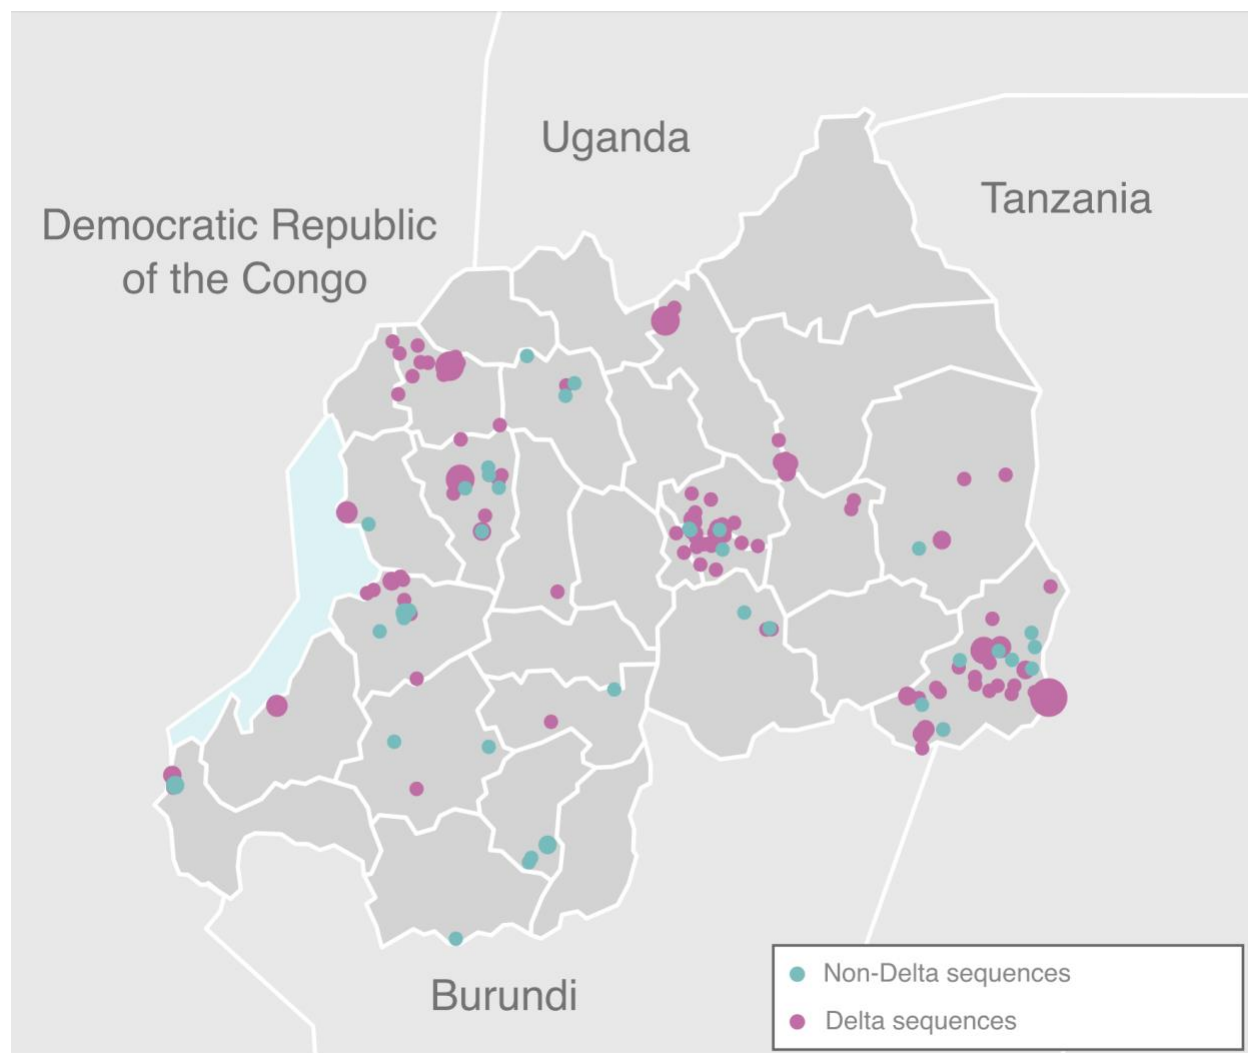 Uganda
Tanzania
Democratic Republic
of the Congo
Burundi
Non-Delta sequences
Delta sequences